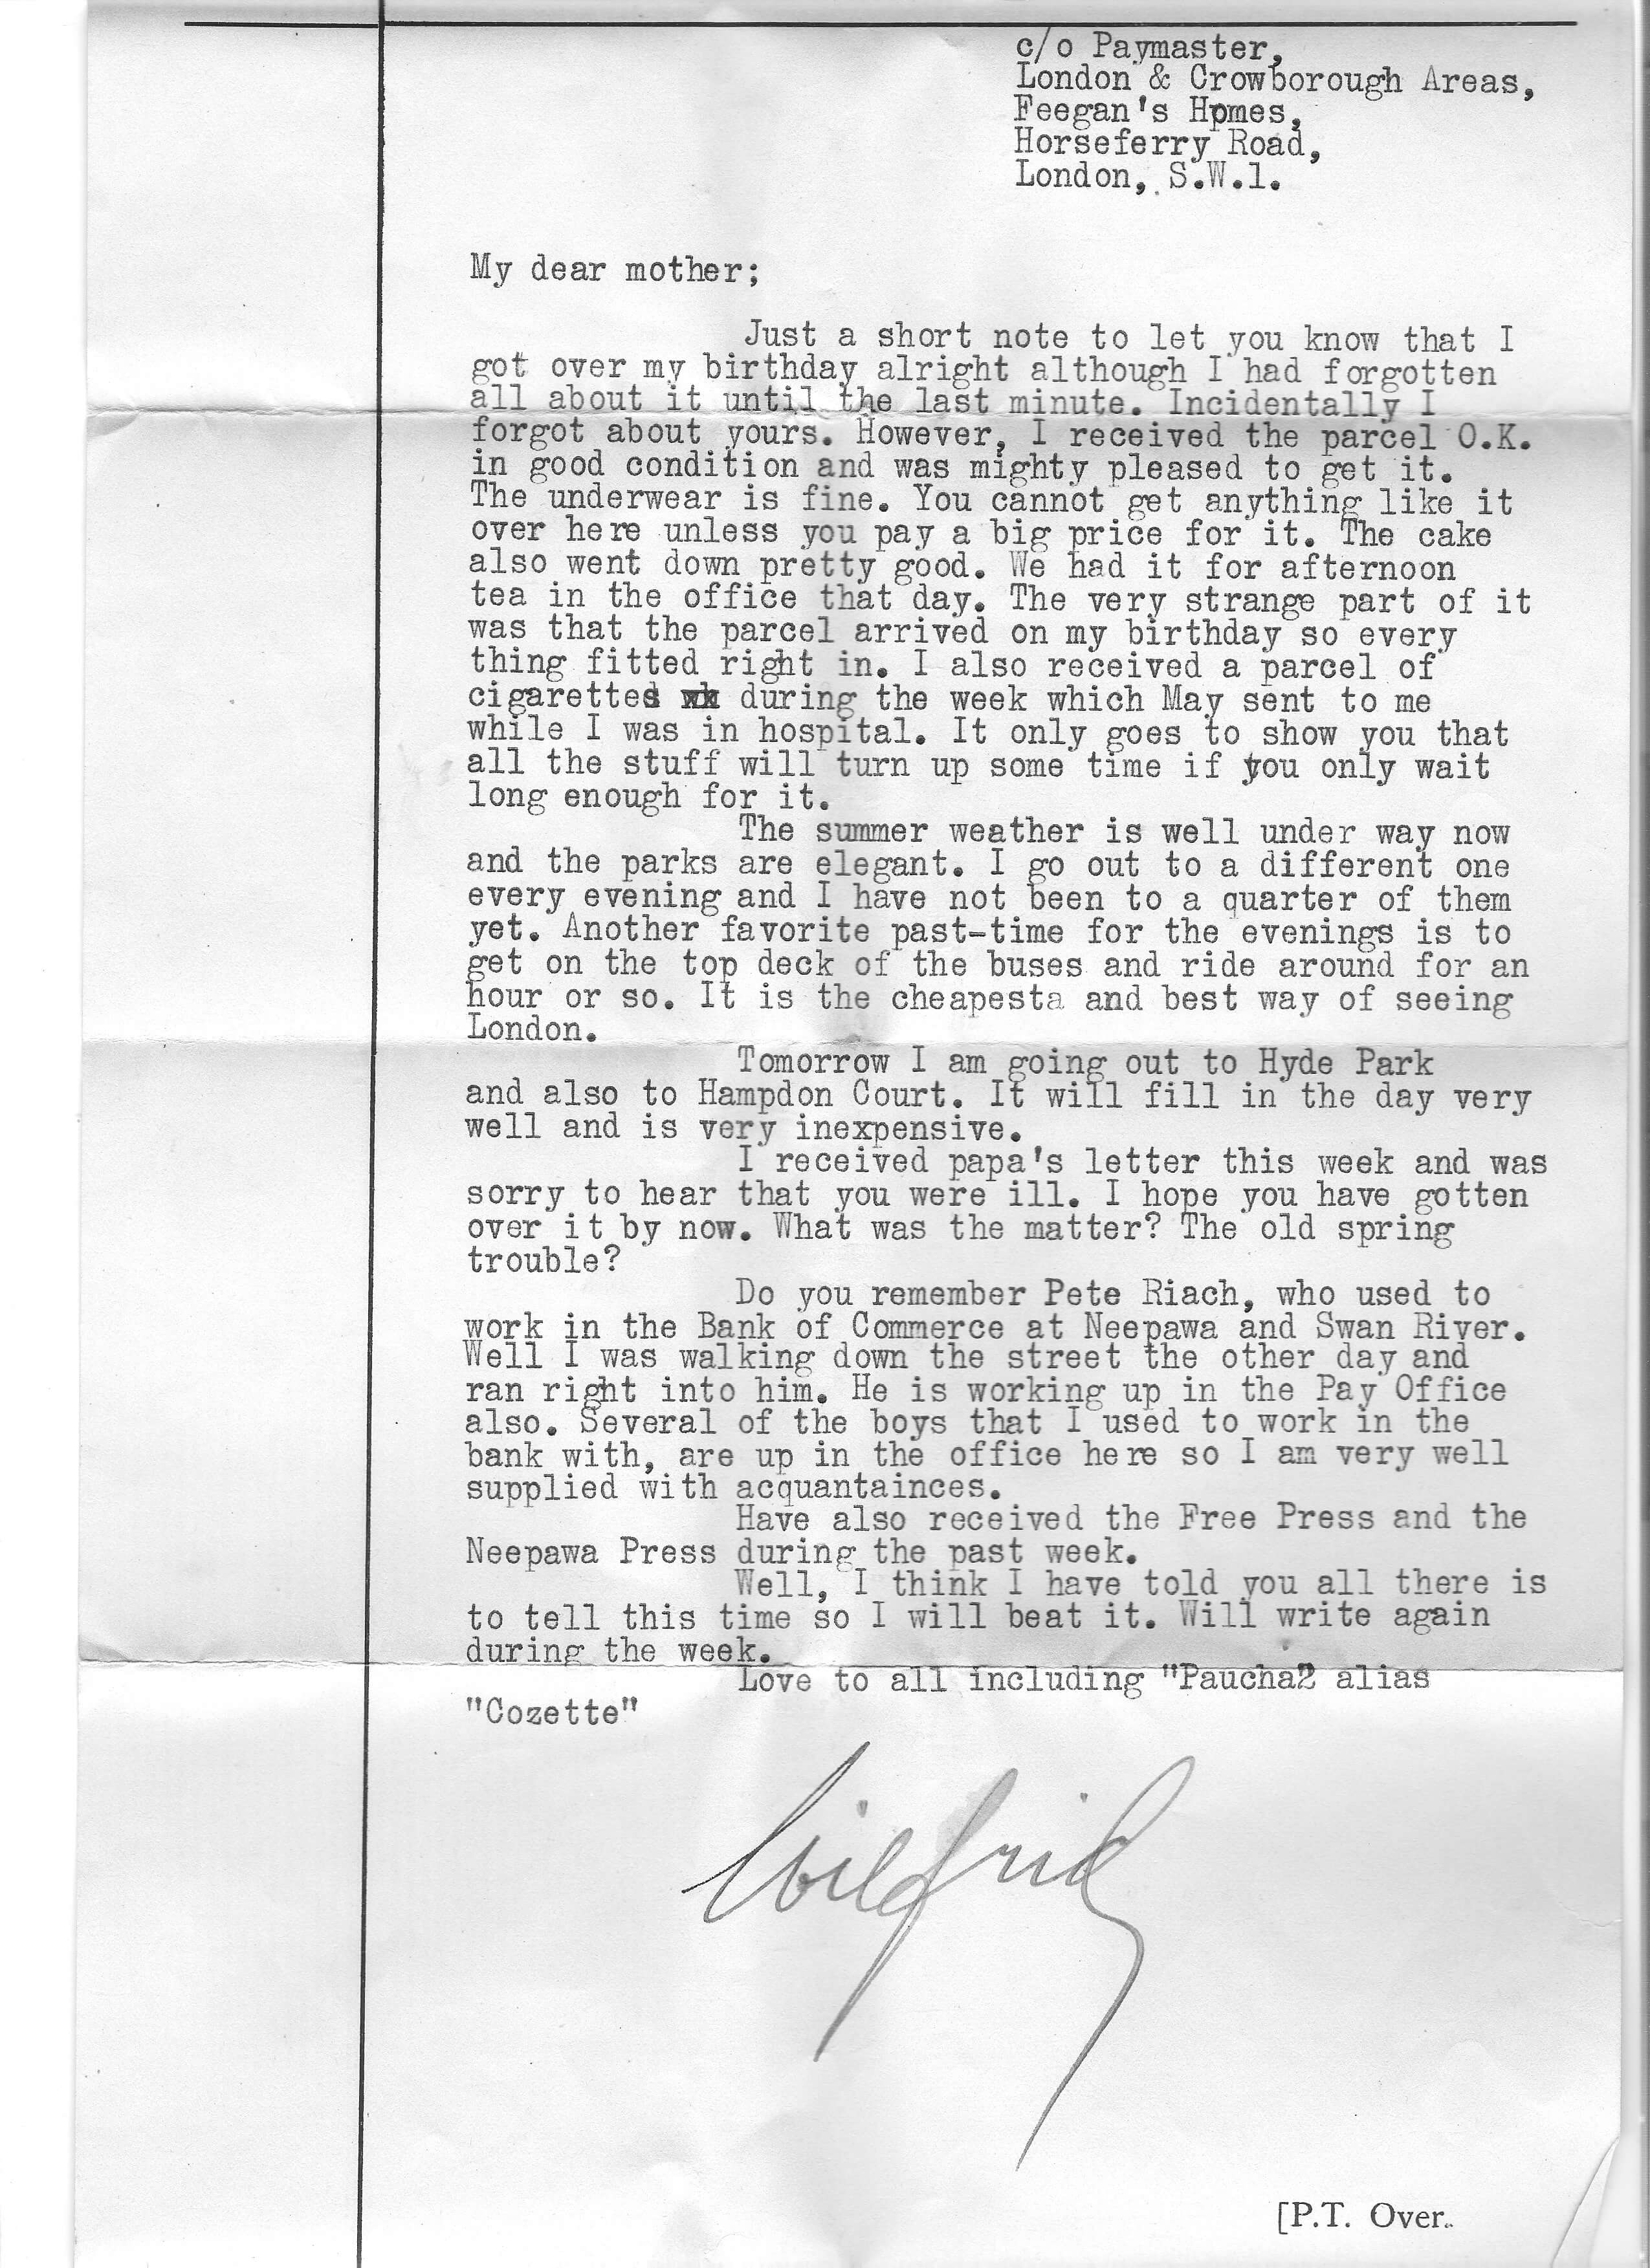 c/o Paymaster,
London & Crowborough Areas,
Feegan's Hpmes,
Horseferry Road,
London, S.W.1.
My dear mother;
Just a short note to let you know that I
got over my birthday alright although I had forgotten
all about it until the last minute. Incidentally I
forgot about yours. However, I received the parcel O.K.
in good condition and was mighty pleased to get it.
The underwear is fine. You cannot get anything like it
over here unless you pay a big price for it. The cake
also went down pretty good. We had it for afternoon
tea in the office that day. The very strange part of it
was that the parcel arrived on my birthday so every
thing fitted right in. I also received a parcel of
cigarettes during the week which May sent to me
while I was in hospital. It only goes to show you that
all the stuff will turn up some time if you only wait
long enough for it.
The summer weather is well under way now
and the parks are elegant. I go out to a different one
every evening and I have not been to a quarter of them
yet. Another favorite past-time for the evenings is to
get on the top deck of the buses and ride around for an
hour or so. It is the cheapesta and best way of seeing
London.
Tomorrow I am going out to Hyde Park
and also to Hampdon Court. It will fill in the day very
well and is very inexpensive.
I received papa's letter this week and was
sorry to hear that you were ill. I hope you have gotten
over it by now. What was the matter? The old spring
trouble?
Do you remember Pete Riach, who used to
work in the Bank of Commerce at Neepawa and Swan River.
Well I was walking down the street the other day and
ran right into him. He is working up in the Pay Office
also. Several of the boys that I used to work in the
bank with, are up in the office here so I am very well
supplied with acquantainces.
Have also received the Free Press and the
Neepawa Press during the past week.
Well, I think I have told you all there is
to tell this time so I will beat it. Will write again
during the week.
Love to all including "Paucha2 alias
"Cozette"
Wilfrid
[P.T. Over.